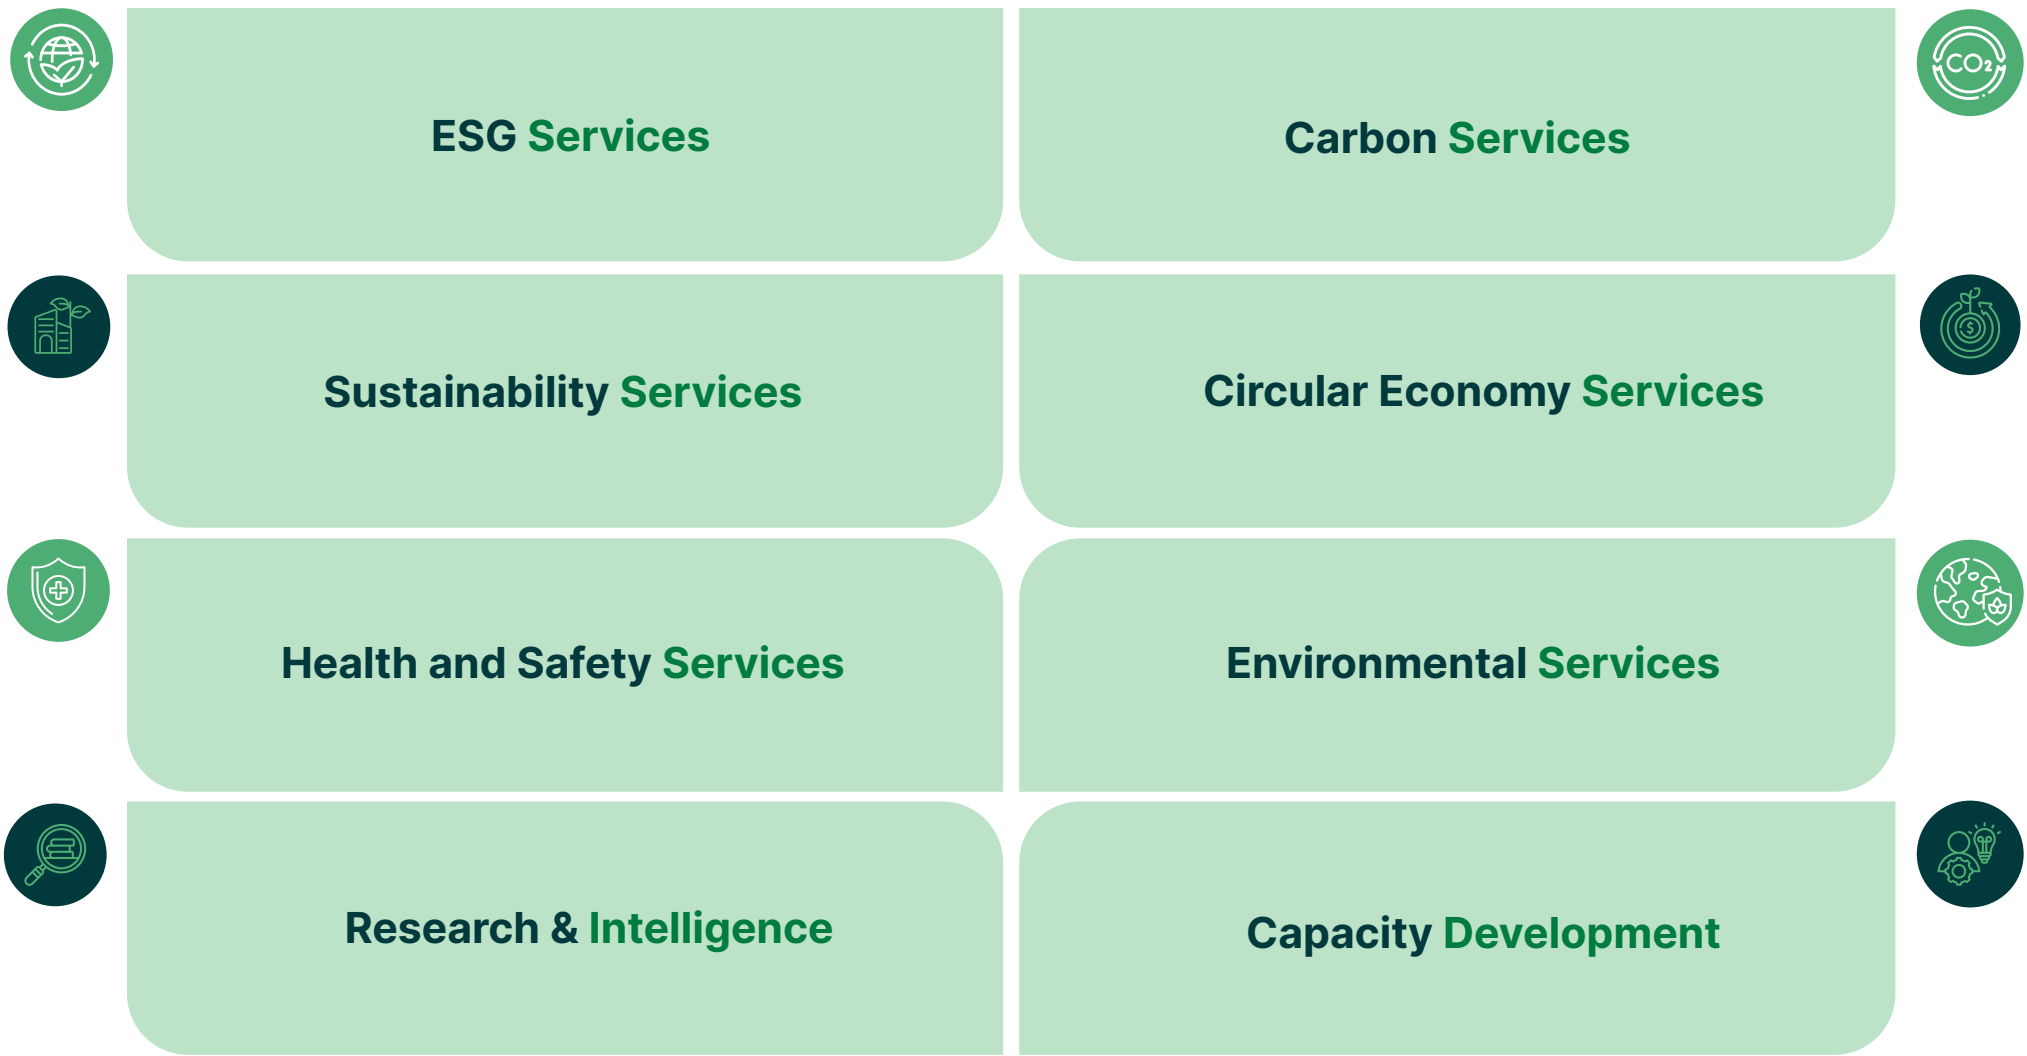 ESG Services
Carbon Services
CO2
Sustainability Services
Circular Economy Services
$
Health and Safety Services
Environmental Services
Research & Intelligence
Capacity Development